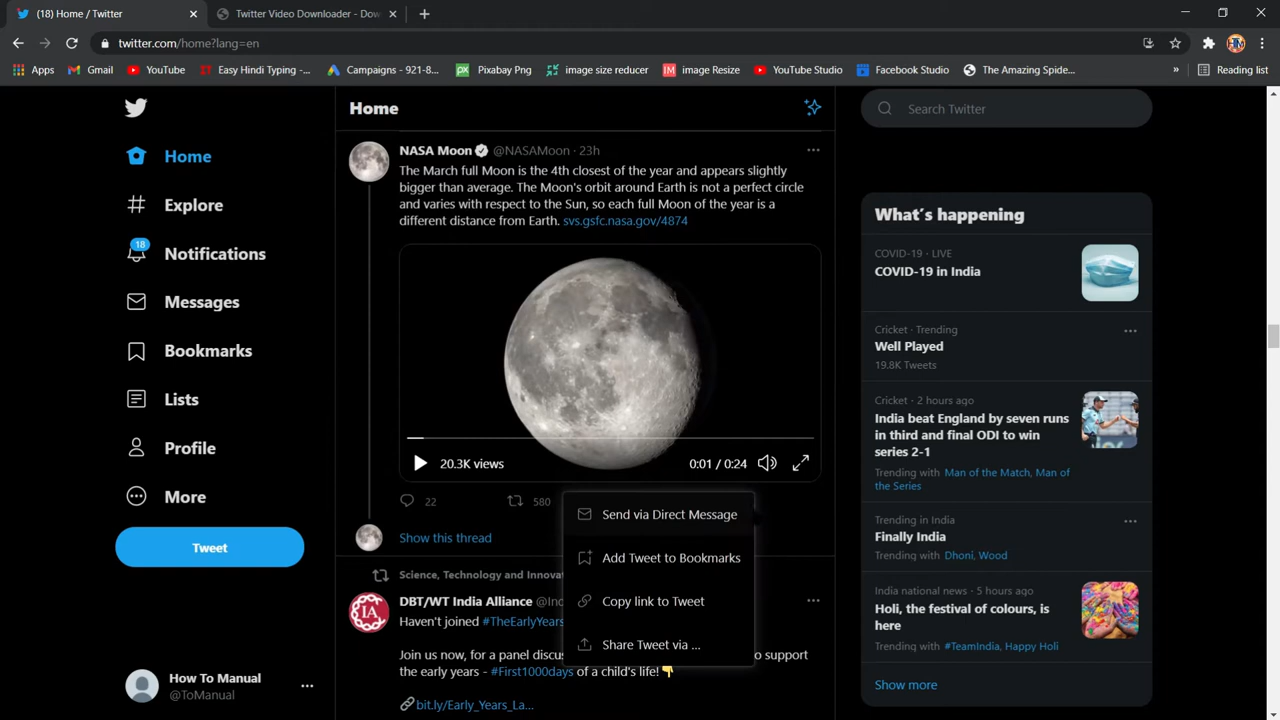 (18) Home / Twitter
Twitter Video Downloader - Dow
twitter.com/home?lang=en
Apps
Gmail
YouTube
Easy Hindi Typing -...
Campaigns - 921-8...
Pixabay Png
image size reducer
image Resize
YouTube Studio
Facebook Studio
The Amazing Spide...
»
Reading list
Home
Search Twitter
Home
Explore
18
Notifications
Messages
Bookmarks
Lists
Profile
More
Tweet
How To Manual
@ToManual
NASA Moon @NASAMoon · 23h
The March full Moon is the 4th closest of the year and appears slightly
bigger than average. The Moon's orbit around Earth is not a perfect circle
and varies with respect to the Sun, so each full Moon of the year is a
different distance from Earth. svs.gsfc.nasa.gov/4874
20.3K views
0:01 / 0:24
22
580
Show this thread
Send via Direct Message
Add Tweet to Bookmarks
Copy link to Tweet
Share Tweet via ...
Science, Technology and Innovat
DBT/WT India Alliance @Ind
Haven't joined #TheEarlyYears
Join us now, for a panel discus
o support
the early years - #First1000days of a child's life!👇
bit.ly/Early_Years_La...
What's happening
COVID-19 · LIVE
COVID-19 in India
Cricket · Trending
Well Played
19.8K Tweets
Cricket · 2 hours ago
India beat England by seven runs
in third and final ODI to win
series 2-1
Trending with Man of the Match, Man of
the Series
Trending in India
Finally India
Trending with Dhoni, Wood
India national news · 5 hours ago
Holi, the festival of colours, is
here
Trending with #TeamIndia, Happy Holi
Show more